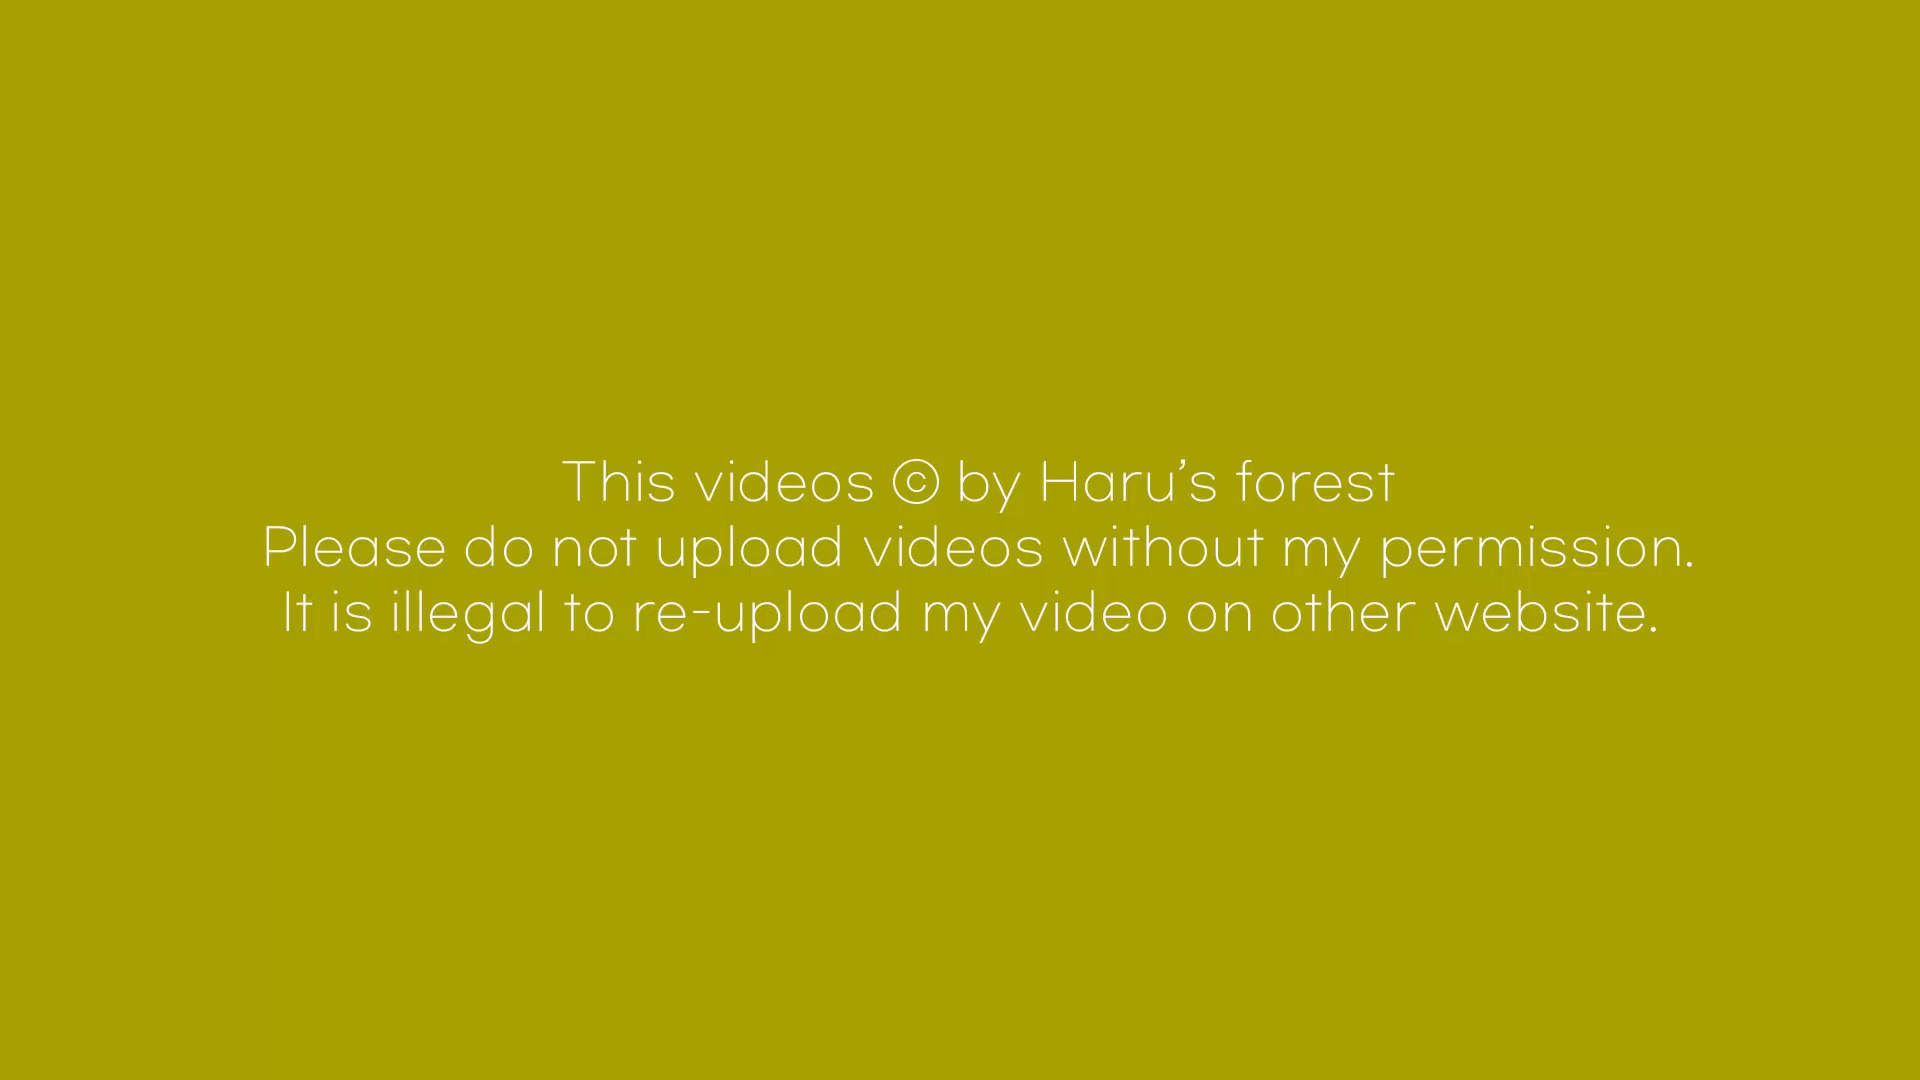 This videos © by Haru’s forest
Please do not upload videos without my permission.
It is illegal to re-upload my video on other website.